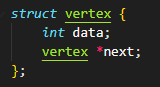 struct vertex {
    int data;
    vertex *next;
};